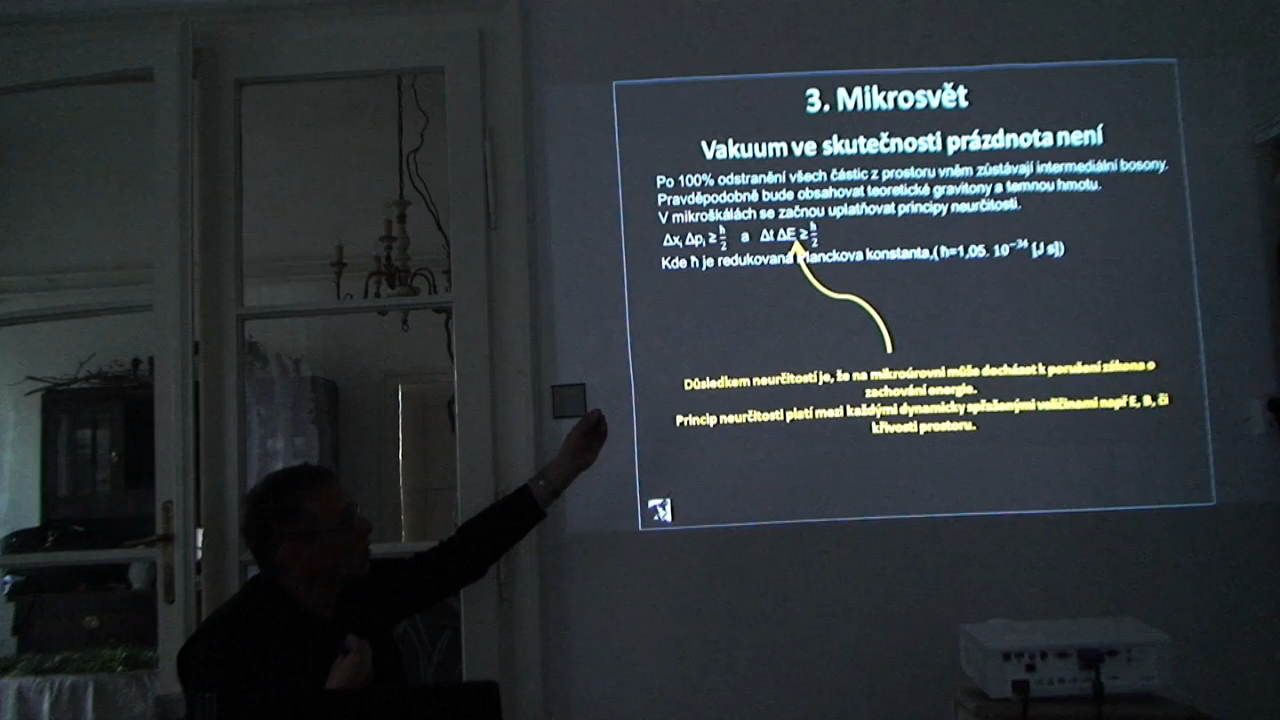 3. Mikrosvět
Vakuum ve skutečnosti prázdnota není
Po 100% odstranění všech částic z prostoru vněm zůstávají intermediální bosony.
Pravděpodobně bude obsahovat teoretické gravitony a temnou hmotu.
V mikroškálách se začnou uplatňovat principy neurčitosti.
Δxᵢ Δpᵢ ≥ ħ/2 a Δt ΔE ≥ ħ/2
Kde ħ je redukovaná Planckova konstanta,( ħ=1,05. 10⁻³⁴ [J s])
Důsledkem neurčitostí je, že na mikroúrovni může docházet k porušení zákona o
zachování energie.
Princip neurčitosti platí mezi každými dynamicky spřaženými veličinami např E, B, či
křivosti prostoru.